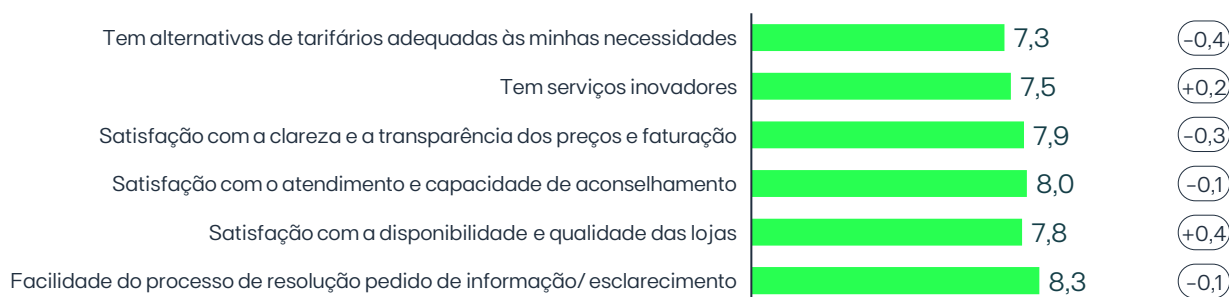 Tem alternativas de tarifários adequadas às minhas necessidades 7,3 -0,4
Tem serviços inovadores 7,5 +0,2
Satisfação com a clareza e a transparência dos preços e faturação 7,9 -0,3
Satisfação com o atendimento e capacidade de aconselhamento 8,0 -0,1
Satisfação com a disponibilidade e qualidade das lojas 7,8 +0,4
Facilidade do processo de resolução pedido de informação/ esclarecimento 8,3 -0,1